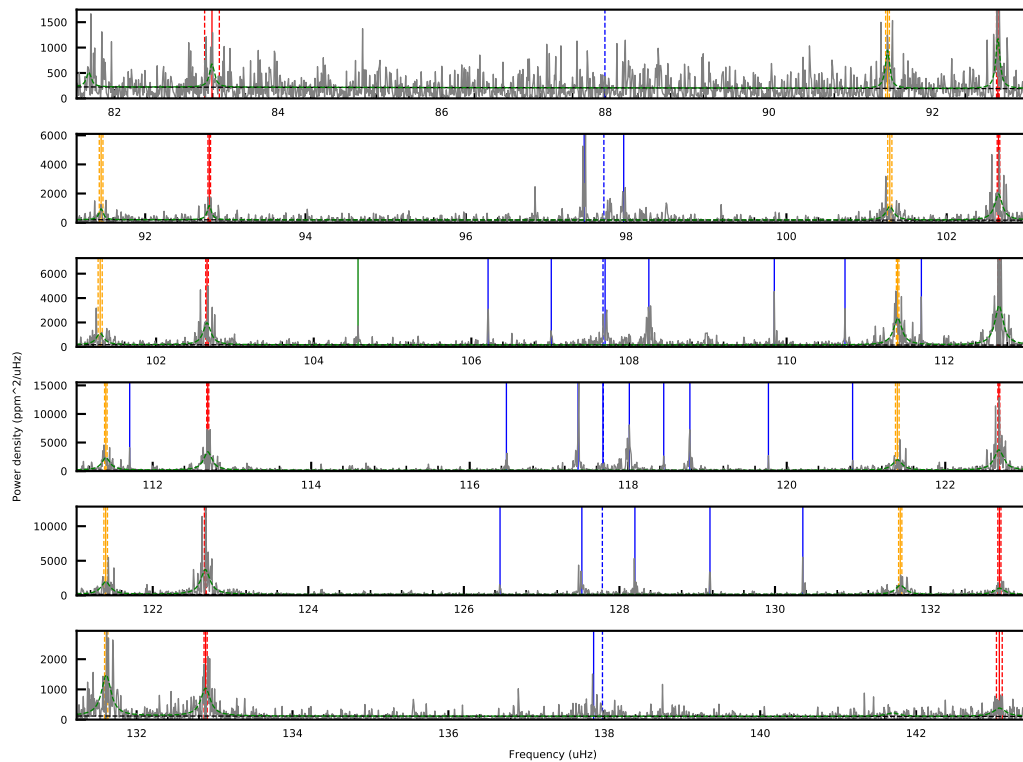 1500
1000
500
0
82 84 86 88 90 92
6000
4000
2000
0
92 94 96 98 100 102
6000
4000
2000
0
102 104 106 108 110 112
15000
10000
5000
0
112 114 116 118 120 122
10000
5000
0
122 124 126 128 130 132
2000
1000
0
132 134 136 138 140 142
Power density (ppm^2/uHz)
Frequency (uHz)